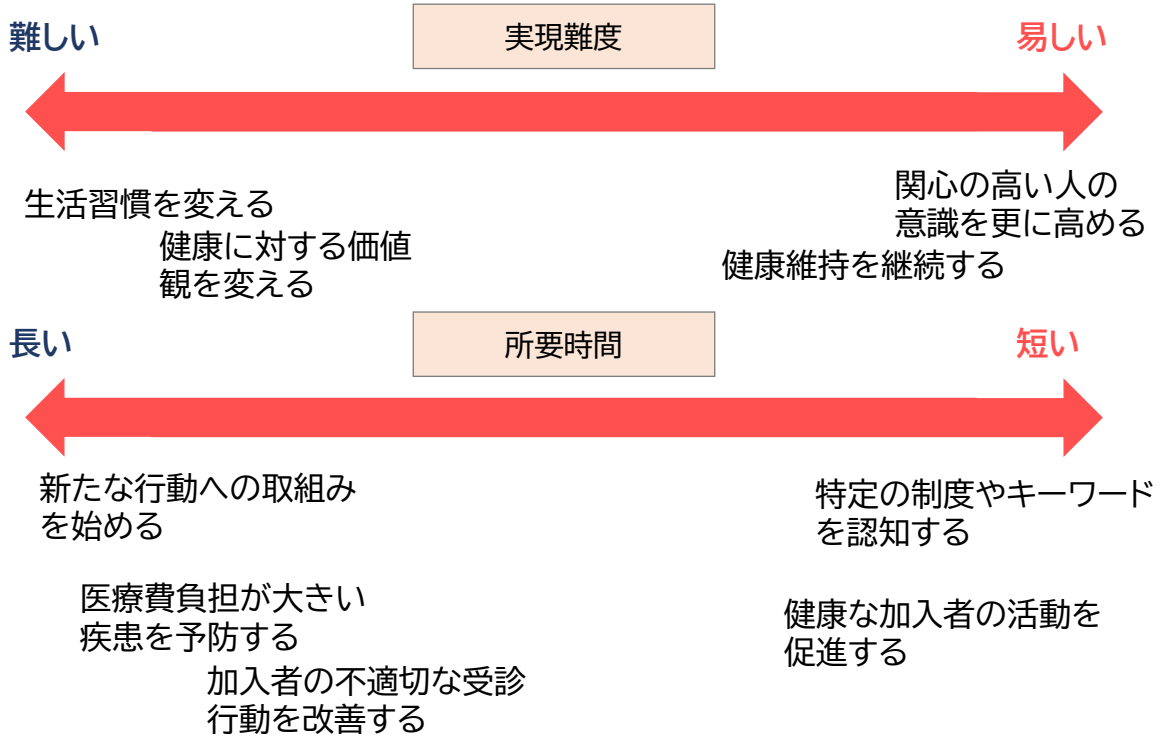 難しい
実現難度
易しい
生活習慣を変える
健康に対する価値
観を変える
関心の高い人の
意識を更に高める
健康維持を継続する
長い
所要時間
短い
新たな行動への取組み
を始める
医療費負担が大きい
疾患を予防する
加入者の不適切な受診
行動を改善する
特定の制度やキーワード
を認知する
健康な加入者の活動を
促進する